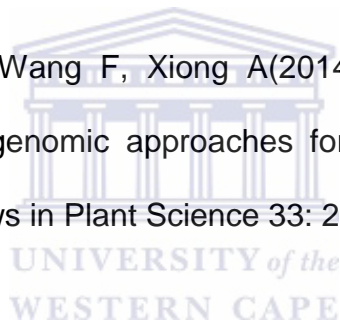 Wang F, Xiong A(2014
genomic approaches for
ws in Plant Science 33: 2
UNIVERSITY of the
WESTERN CAPE